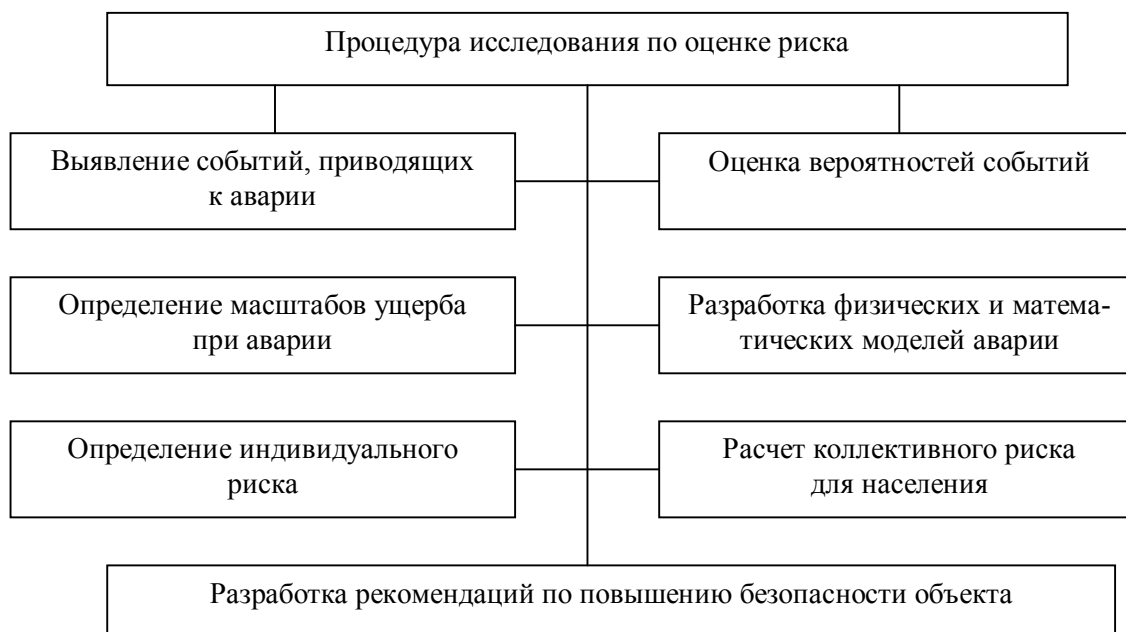 Процедура исследования по оценке риска
Выявление событий, приводящих
к аварии
Оценка вероятностей событий
Определение масштабов ущерба
при аварии
Разработка физических и матема-
тических моделей аварии
Определение индивидуального
риска
Расчет коллективного риска
для населения
Разработка рекомендаций по повышению безопасности объекта